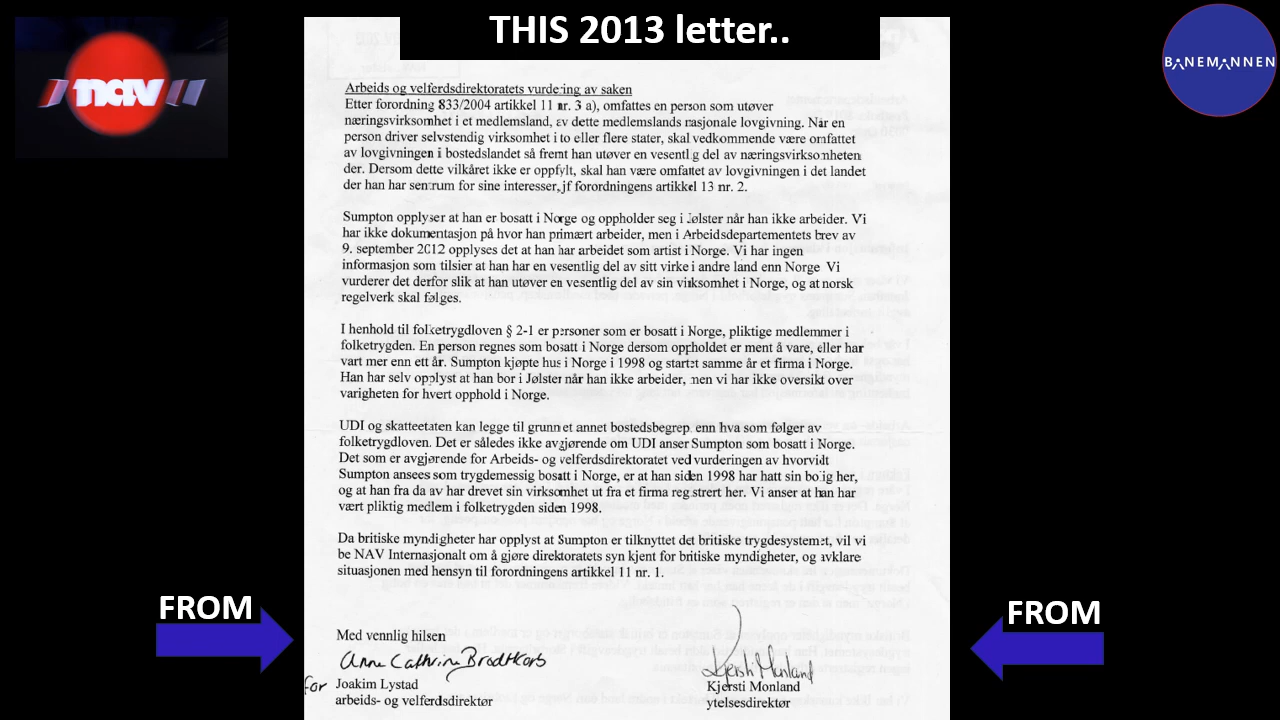 THIS 2013 letter..
nav
BANEMANNEN
Arbeids og velferdsdirektoratets vurdering av saken
Etter forordning 833/2004 artikkel 11 nr. 3 a), omfattes en person som utøver
næringsvirksomhet i et medlemsland, av dette medlemslands nasjonale lovgivning. Når en
person driver selvstendig virksomhet i to eller flere stater, skal vedkommende være omfattet
av lovgivningen i bostedslandet så fremt han utøver en vesentlig del av næringsvirksomheten
der. Dersom dette vilkåret ikke er oppfylt, skal han være omfattet av lovgivningen i det landet
der han har sentrum for sine interesser, jf forordningens artikkel 13 nr. 2.
Sumpton opplyser at han er bosatt i Norge og oppholder seg i Jølster når han ikke arbeider. Vi
har ikke dokumentasjon på hvor han primært arbeider, men i Arbeidsdepartementets brev av
9. september 2012 opplyses det at han har arbeidet som artist i Norge. Vi har ingen
informasjon som tilsier at han har en vesentlig del av sitt virke i andre land enn Norge Vi
vurderer det derfor slik at han utøver en vesentlig del av sin virksomhet i Norge, og at norsk
regelverk skal følges.
I henhold til folketrygdloven § 2-1 er personer som er bosatt i Norge, pliktige medlemmer i
folketrygden. En person regnes som bosatt i Norge dersom oppholdet er ment å vare, eller har
vart mer enn ett år. Sumpton kjøpte hus i Norge i 1998 og startet samme år et firma i Norge.
Han har selv opplyst at han bor i Jølster når han ikke arbeider, men vi har ikke oversikt over
varigheten for hvert opphold i Norge.
UDI og skatteetaten kan legge til grunn et annet bostedsbegrep enn hva som følger av
folketrygdloven. Det er således ikke avgjørende om UDI anser Sumpton som bosatt i Norge.
Det som er avgjørende for Arbeids- og velferdsdirektoratet ved vurderingen av hvorvidt
Sumpton ansees som trygdemessig bosatt i Norge, er at han siden 1998 har hatt sin bolig her,
og at han fra da av har drevet sin virksomhet ut fra et firma registrert her. Vi anser at han har
vært pliktig medlem i folketrygden siden 1998.
Da britiske myndigheter har opplyst at Sumpton er tilknyttet det britiske trygdesystemet, vil vi
be NAV Internasjonalt om å gjøre direktoratets syn kjent for britiske myndigheter, og avklare
situasjonen med hensyn til forordningens artikkel 11 nr. 1.
FROM
FROM
Med vennlig hilsen
Anne Cathrine Bradtkorb
Kjersti Monland
for Joakim Lystad
Kjersti Monland
arbeids- og velferdsdirektør
ytelsesdirektør